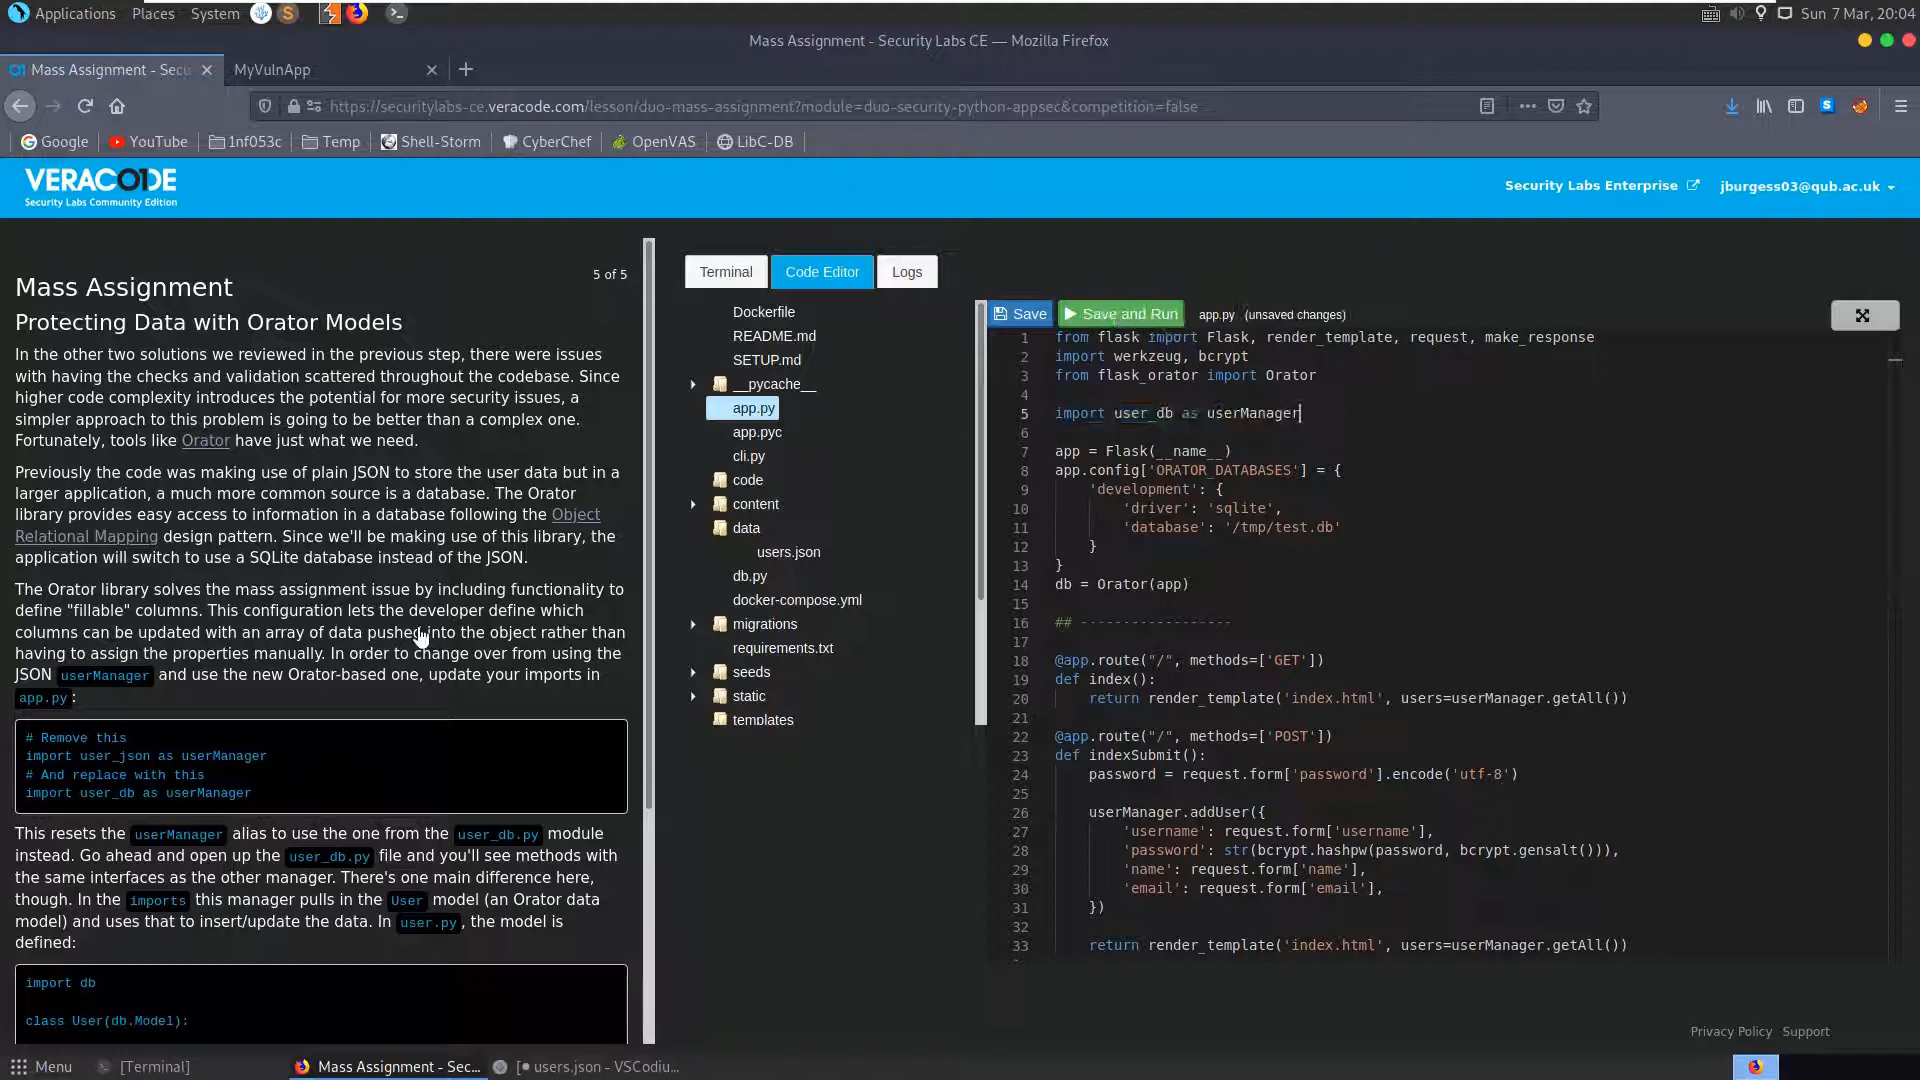 Applications Places System
Sun 7 Mar, 20:04
Mass Assignment - Security Labs CE — Mozilla Firefox
Mass Assignment - Secu
MyVulnApp
https://securitylabs-ce.veracode.com/lesson/duo-mass-assignment?module=duo-security-python-appsec&competition=false
Google YouTube 1nf053c Temp Shell-Storm CyberChef OpenVAS LibC-DB
VERACODE
Security Labs Community Edition
Security Labs Enterprise
jburgess03@qub.ac.uk
5 of 5
Mass Assignment
Protecting Data with Orator Models
In the other two solutions we reviewed in the previous step, there were issues
with having the checks and validation scattered throughout the codebase. Since
higher code complexity introduces the potential for more security issues, a
simpler approach to this problem is going to be better than a complex one.
Fortunately, tools like Orator have just what we need.
Previously the code was making use of plain JSON to store the user data but in a
larger application, a much more common source is a database. The Orator
library provides easy access to information in a database following the Object
Relational Mapping design pattern. Since we'll be making use of this library, the
application will switch to use a SQLite database instead of the JSON.
The Orator library solves the mass assignment issue by including functionality to
define "fillable" columns. This configuration lets the developer define which
columns can be updated with an array of data pushed into the object rather than
having to assign the properties manually. In order to change over from using the
JSON userManager and use the new Orator-based one, update your imports in
app.py :
# Remove this
import user_json as userManager
# And replace with this
import user_db as userManager
This resets the userManager alias to use the one from the user_db.py module
instead. Go ahead and open up the user_db.py file and you'll see methods with
the same interfaces as the other manager. There's one main difference here,
though. In the imports this manager pulls in the User model (an Orator data
model) and uses that to insert/update the data. In user.py , the model is
defined:
import db
class User(db.Model):
Terminal
Code Editor
Logs
Dockerfile
README.md
SETUP.md
__pycache__
app.py
app.pyc
cli.py
code
content
data
users.json
db.py
docker-compose.yml
migrations
requirements.txt
seeds
static
templates
Save
Save and Run
app.py (unsaved changes)
1 from flask import Flask, render_template, request, make_response
2 import werkzeug, bcrypt
3 from flask_orator import Orator
4
5 import user_db as userManager
6
7 app = Flask(__name__)
8 app.config['ORATOR_DATABASES'] = {
9 'development': {
10 'driver': 'sqlite',
11 'database': '/tmp/test.db'
12 }
13 }
14 db = Orator(app)
15
16 ## ------------------
17
18 @app.route("/", methods=['GET'])
19 def index():
20 return render_template('index.html', users=userManager.getAll())
21
22 @app.route("/", methods=['POST'])
23 def indexSubmit():
24 password = request.form['password'].encode('utf-8')
25
26 userManager.addUser({
27 'username': request.form['username'],
28 'password': str(bcrypt.hashpw(password, bcrypt.gensalt())),
29 'name': request.form['name'],
30 'email': request.form['email'],
31 })
32
33 return render_template('index.html', users=userManager.getAll())
Privacy Policy Support
Menu
[Terminal]
Mass Assignment - Sec...
[● users.json - VSCodiu...